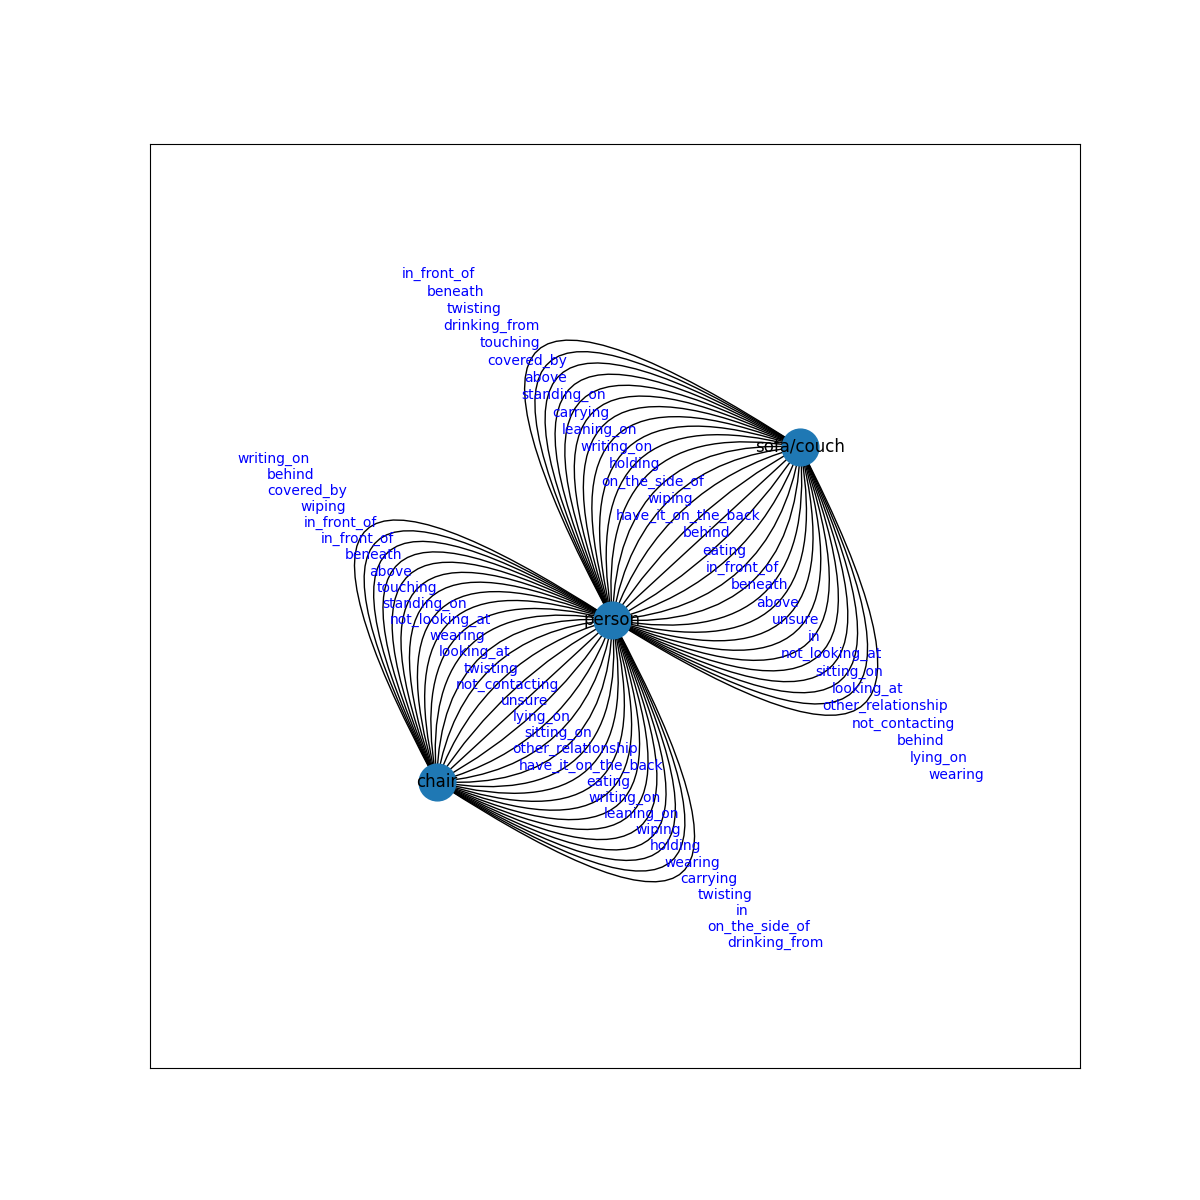 in_front_of
beneath
twisting
drinking_from
touching
covered_by
above
standing_on
carrying
leaning_on
writing_on
holding
on_the_side_of
wiping
have_it_on_the_back
behind
eating
in_front_of
beneath
above
unsure
in
not_looking_at
sitting_on
looking_at
other_relationship
not_contacting
behind
lying_on
wearing
sofa/couch
person
chair
writing_on
behind
covered_by
wiping
in_front_of
in_front_of
beneath
above
touching
standing_on
not_looking_at
wearing
looking_at
twisting
not_contacting
unsure
lying_on
sitting_on
other_relationship
have_it_on_the_back
eating
writing_on
leaning_on
wiping
holding
wearing
carrying
twisting
in
on_the_side_of
drinking_from